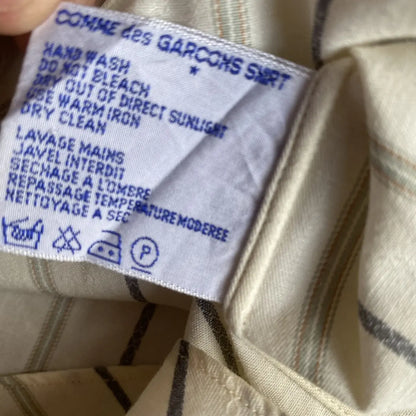 COMME des GARCONS SHIRT
★
HAND WASH
DO NOT BLEACH
DRY OUT OF DIRECT SUNLIGHT
USE WARM IRON
DRY CLEAN
LAVAGE MAINS
JAVEL INTERDIT
SECHAGE A L'OMBRE
REPASSAGE TEMPERATURE MODEREE
NETTOYAGE A SEC
P